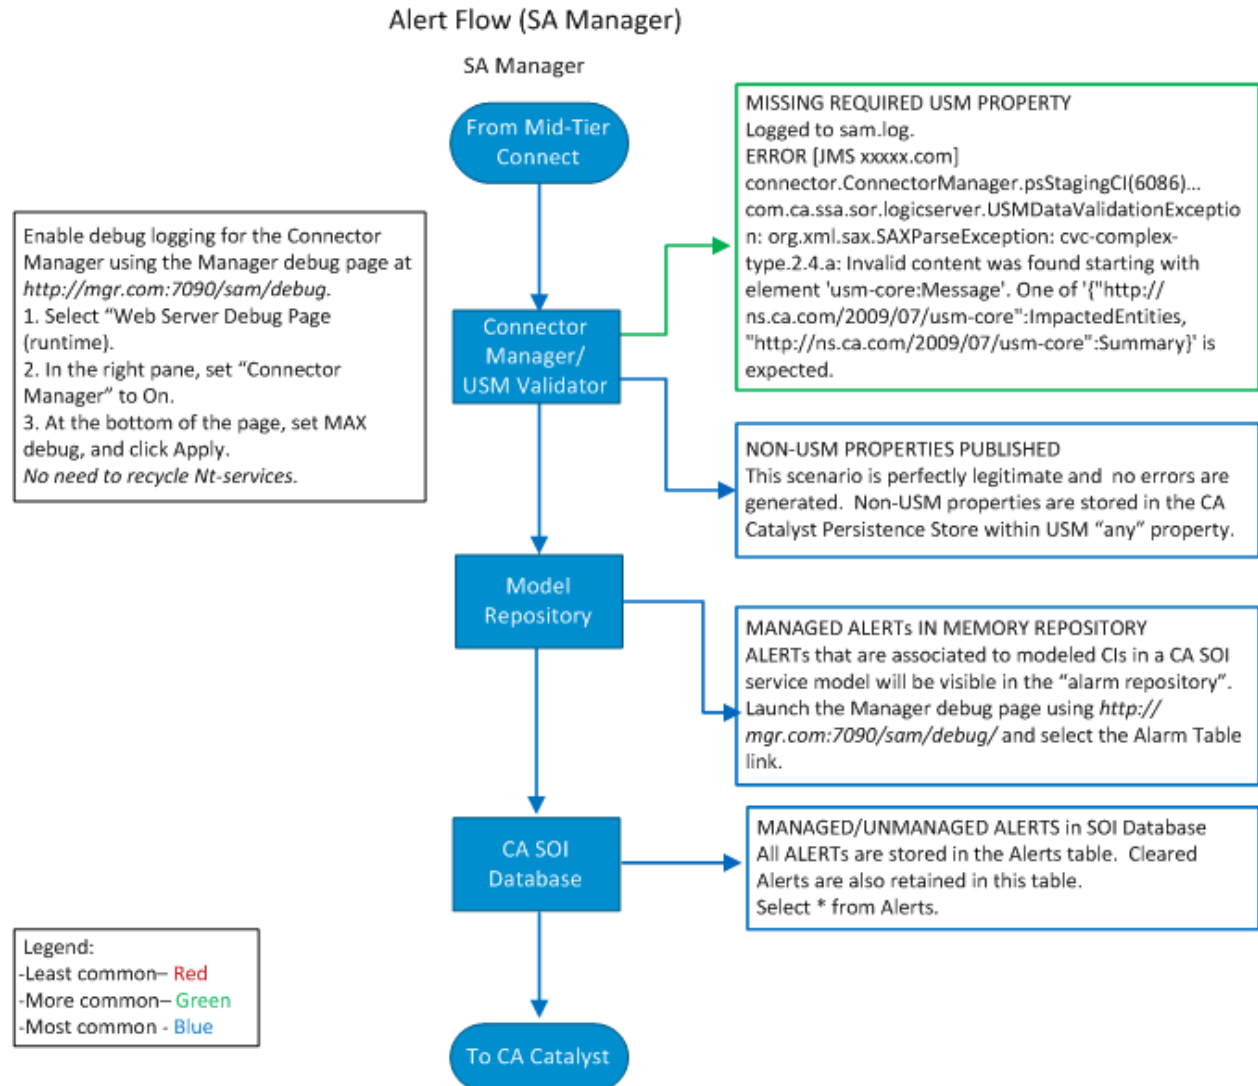 Alert Flow (SA Manager)
SA Manager
From Mid-Tier
Connect
MISSING REQUIRED USM PROPERTY
Logged to sam.log.
ERROR [JMS xxxxx.com]
connector.ConnectorManager.psStagingCI(6086)...
com.ca.ssa.sor.logicserver.USMDataValidationExceptio
n: org.xml.sax.SAXParseException: cvc-complex-
type.2.4.a: Invalid content was found starting with
element 'usm-core:Message'. One of '{"http://
ns.ca.com/2009/07/usm-core":ImpactedEntities,
"http://ns.ca.com/2009/07/usm-core":Summary}' is
expected.
Enable debug logging for the Connector
Manager using the Manager debug page at
http://mgr.com:7090/sam/debug.
1. Select “Web Server Debug Page
(runtime).
2. In the right pane, set “Connector
Manager” to On.
3. At the bottom of the page, set MAX
debug, and click Apply.
No need to recycle Nt-services.
Connector
Manager/
USM Validator
NON-USM PROPERTIES PUBLISHED
This scenario is perfectly legitimate and no errors are
generated. Non-USM properties are stored in the CA
Catalyst Persistence Store within USM “any” property.
Model
Repository
MANAGED ALERTs IN MEMORY REPOSITORY
ALERTs that are associated to modeled CIs in a CA SOI
service model will be visible in the “alarm repository”.
Launch the Manager debug page using http://
mgr.com:7090/sam/debug/ and select the Alarm Table
link.
CA SOI
Database
MANAGED/UNMANAGED ALERTS in SOI Database
All ALERTs are stored in the Alerts table. Cleared
Alerts are also retained in this table.
Select * from Alerts.
Legend:
-Least common– Red
-More common– Green
-Most common - Blue
To CA Catalyst